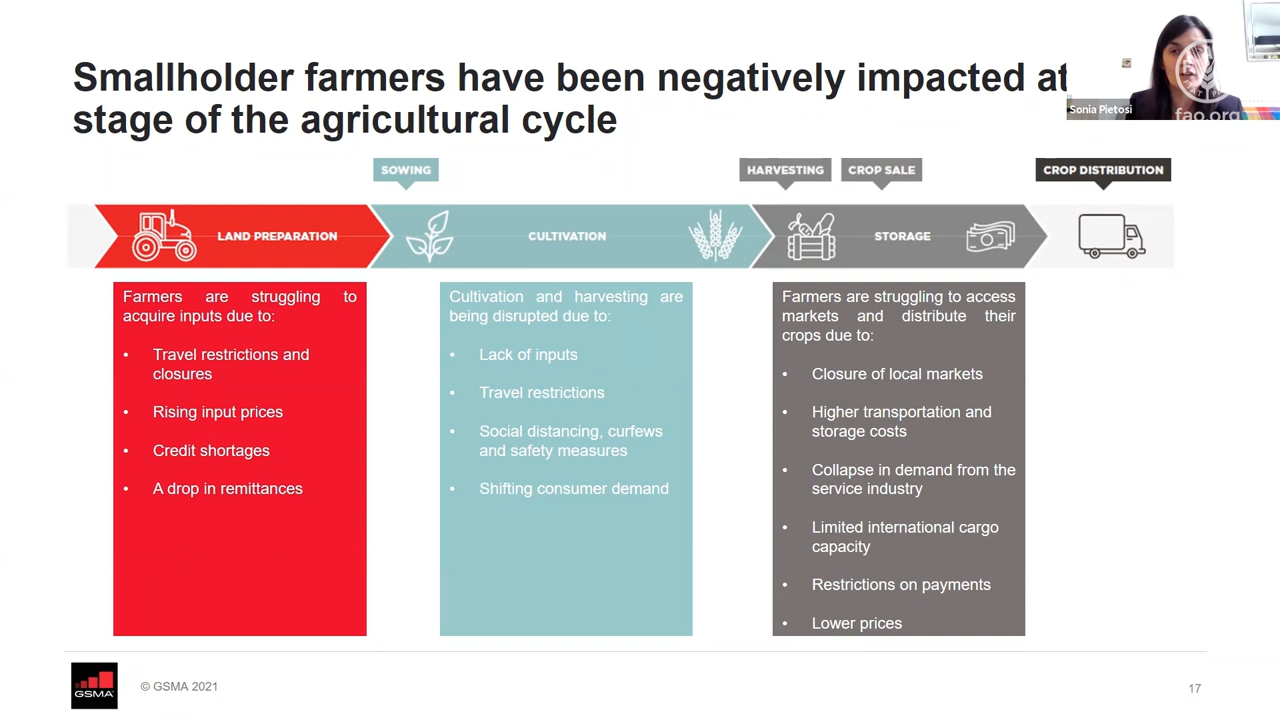 Smallholder farmers have been negatively impacted at
stage of the agricultural cycle
Sonia Pietosi
fao.org
SOWING
HARVESTING
CROP SALE
CROP DISTRIBUTION
LAND PREPARATION
CULTIVATION
STORAGE
Farmers are struggling to
acquire inputs due to:
• Travel restrictions and
closures
• Rising input prices
• Credit shortages
• A drop in remittances
Cultivation and harvesting are
being disrupted due to:
• Lack of inputs
• Travel restrictions
• Social distancing, curfews
and safety measures
• Shifting consumer demand
Farmers are struggling to access
markets and distribute their
crops due to:
• Closure of local markets
• Higher transportation and
storage costs
• Collapse in demand from the
service industry
• Limited international cargo
capacity
• Restrictions on payments
• Lower prices
GSMA
© GSMA 2021
17